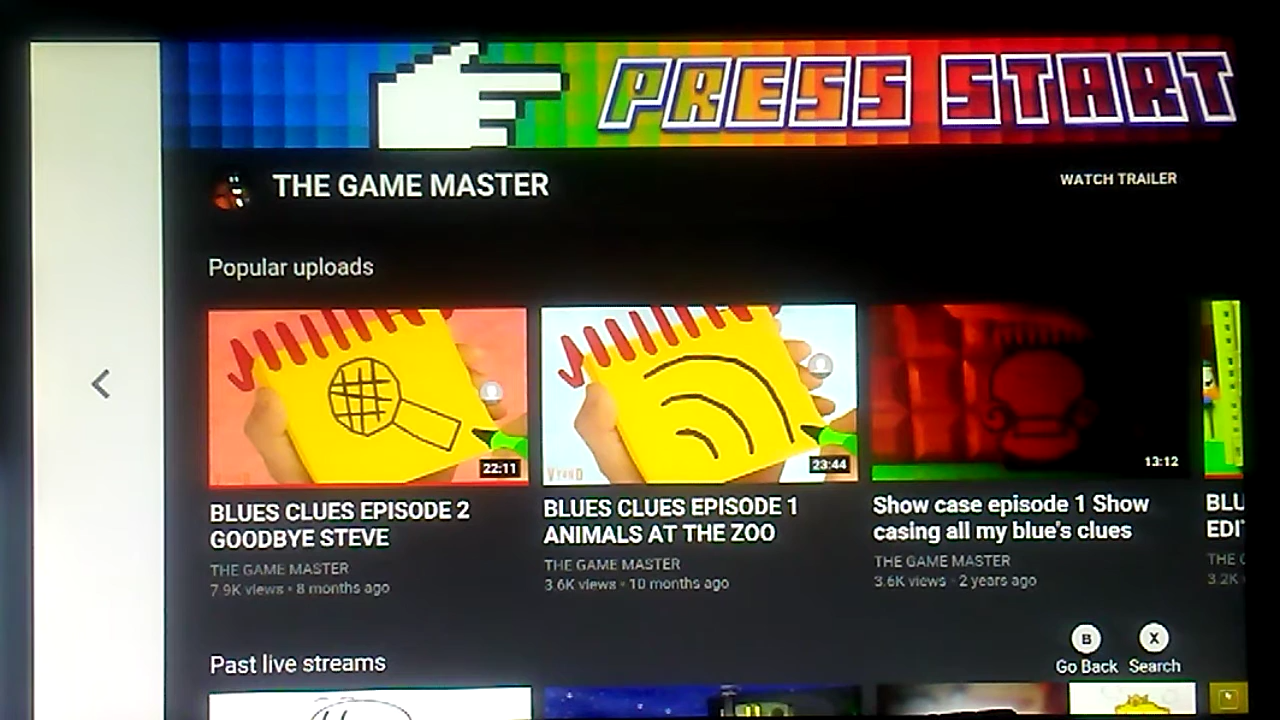 PRESS START
THE GAME MASTER
WATCH TRAILER
Popular uploads
22:11
23:44
13:12
BLUES CLUES EPISODE 2
GOODBYE STEVE
THE GAME MASTER
7.9K views • 8 months ago
BLUES CLUES EPISODE 1
ANIMALS AT THE ZOO
THE GAME MASTER
3.6K views • 10 months ago
Show case episode 1 Show
casing all my blue's clues
THE GAME MASTER
3.6K views • 2 years ago
BLU
EDI
THE
3.2K
B
X
Go Back
Search
Past live streams